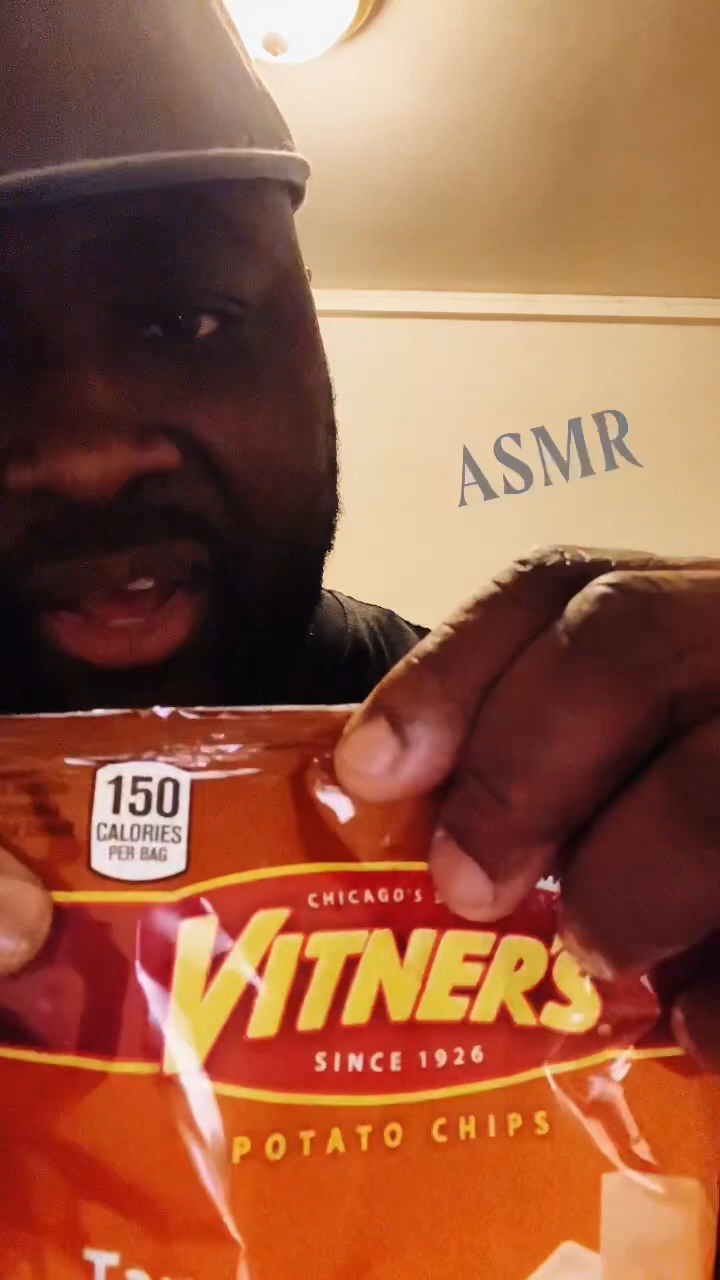 ASMR
150
CALORIES
PER BAG
CHICAGO'S
VITNER'S
SINCE 1926
POTATO CHIPS